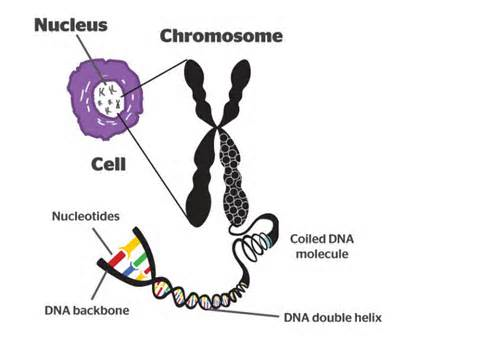 Nucleus
Chromosome
Cell
Nucleotides
Coiled DNA
molecule
DNA backbone
DNA double helix